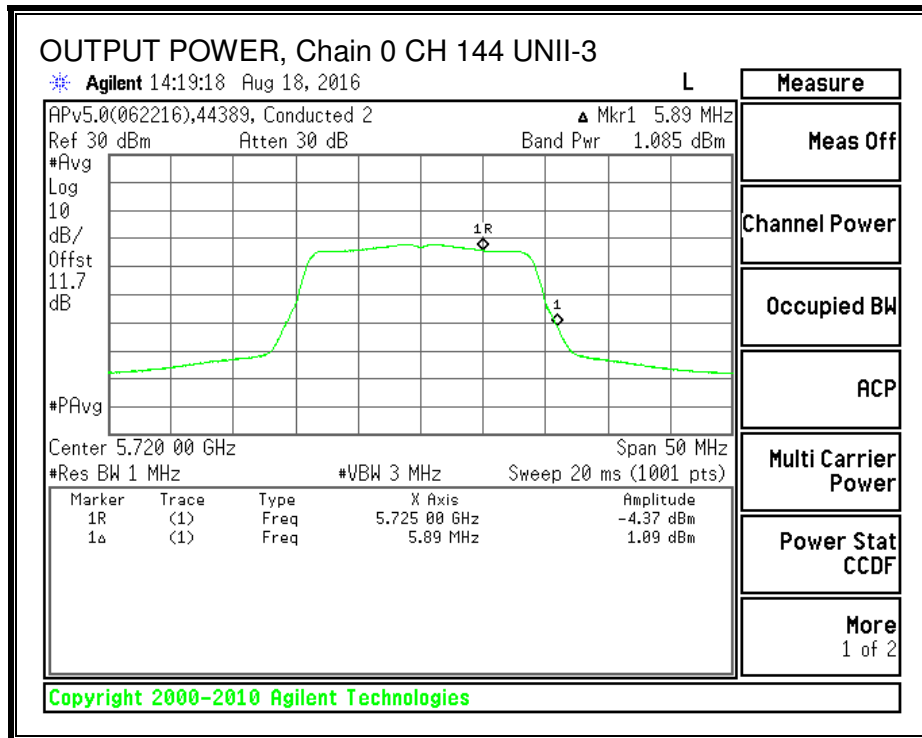 OUTPUT POWER, Chain 0 CH 144 UNII-3
Agilent 14:19:18 Aug 18, 2016 L
APv5.0(062216),44389, Conducted 2 Δ Mkr1 5.89 MHz
Ref 30 dBm Atten 30 dB Band Pwr 1.085 dBm
#Avg
Log
10
dB/
Offst
11.7
dB
1R
1
#PAvg
Center 5.720 00 GHz Span 50 MHz
#Res BW 1 MHz #VBW 3 MHz Sweep 20 ms (1001 pts)
Marker Trace Type X Axis Amplitude
1R (1) Freq 5.725 00 GHz -4.37 dBm
1Δ (1) Freq 5.89 MHz 1.09 dBm
Measure
Meas Off
Channel Power
Occupied BW
ACP
Multi Carrier
Power
Power Stat
CCDF
More
1 of 2
Copyright 2000-2010 Agilent Technologies